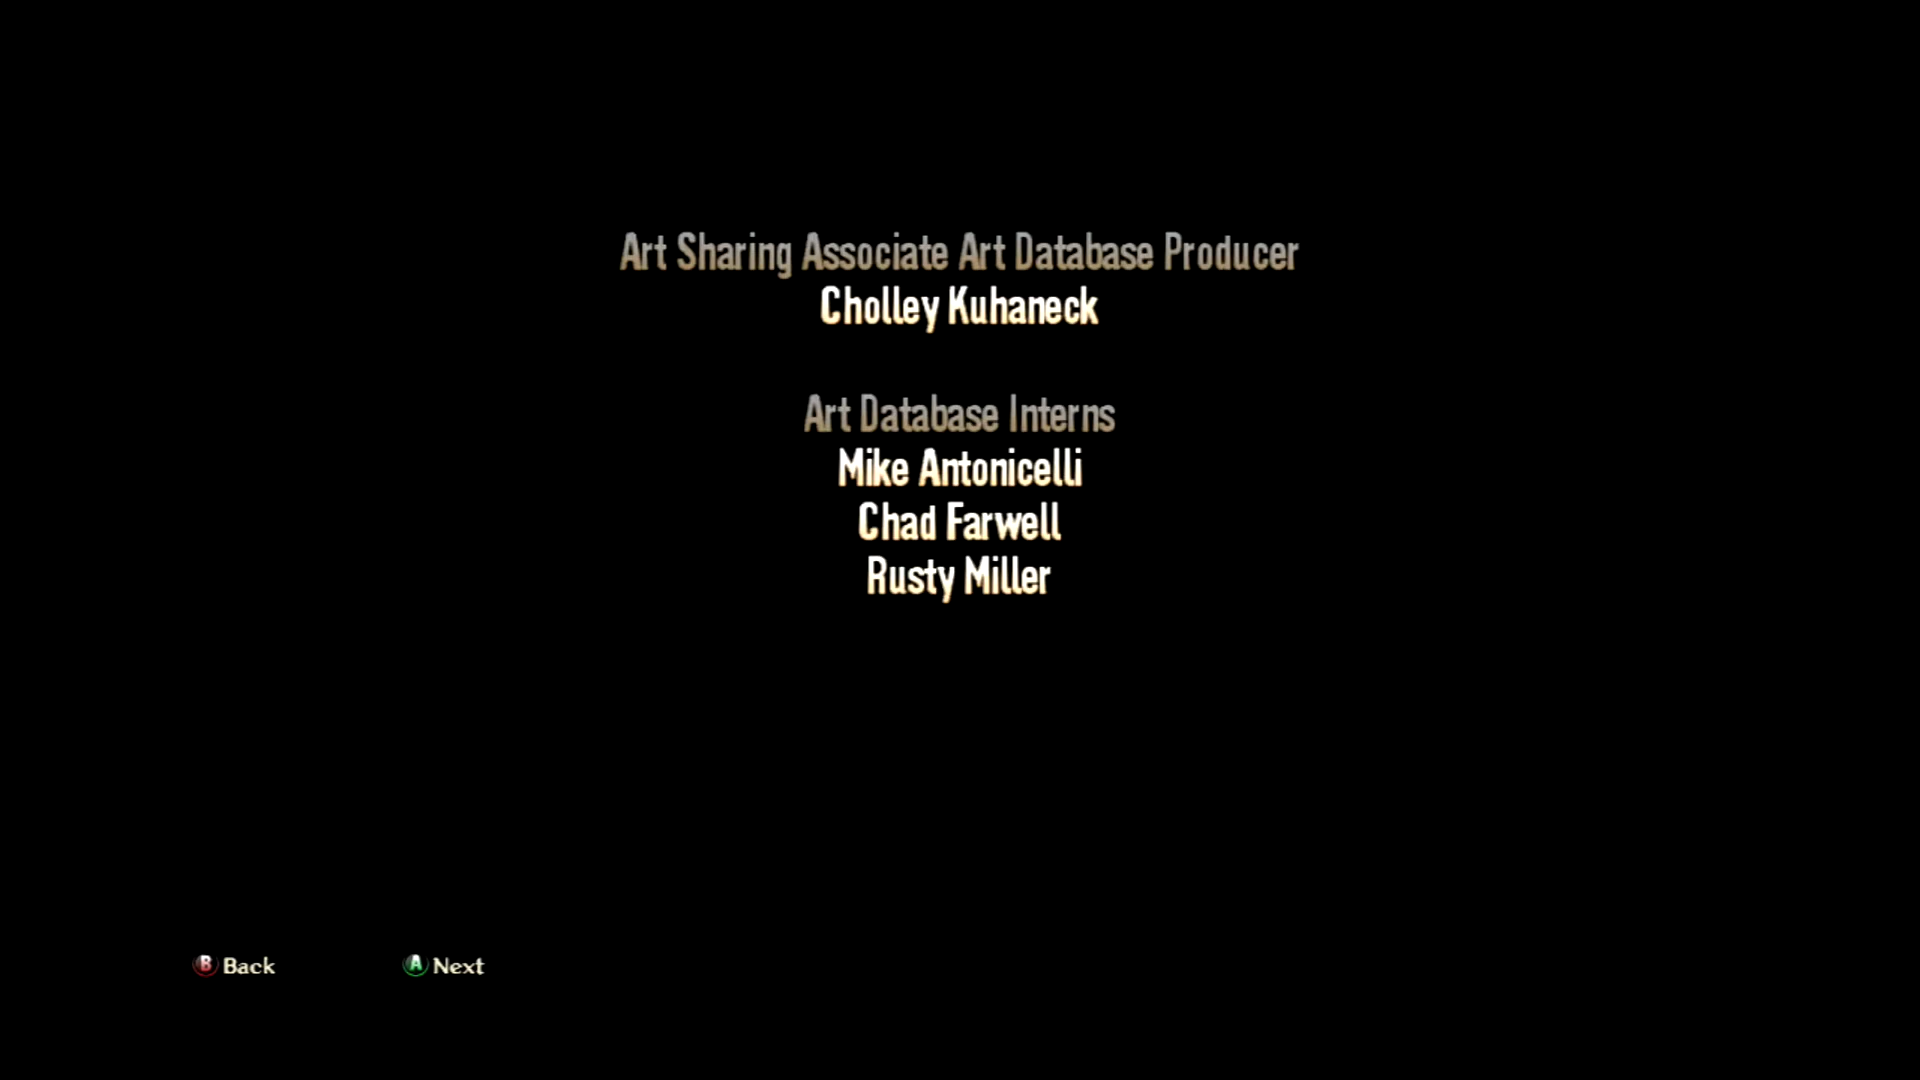 Art Sharing Associate Art Database Producer
Cholley Kuhaneck
Art Database Interns
Mike Antonicelli
Chad Farwell
Rusty Miller
B Back
A Next